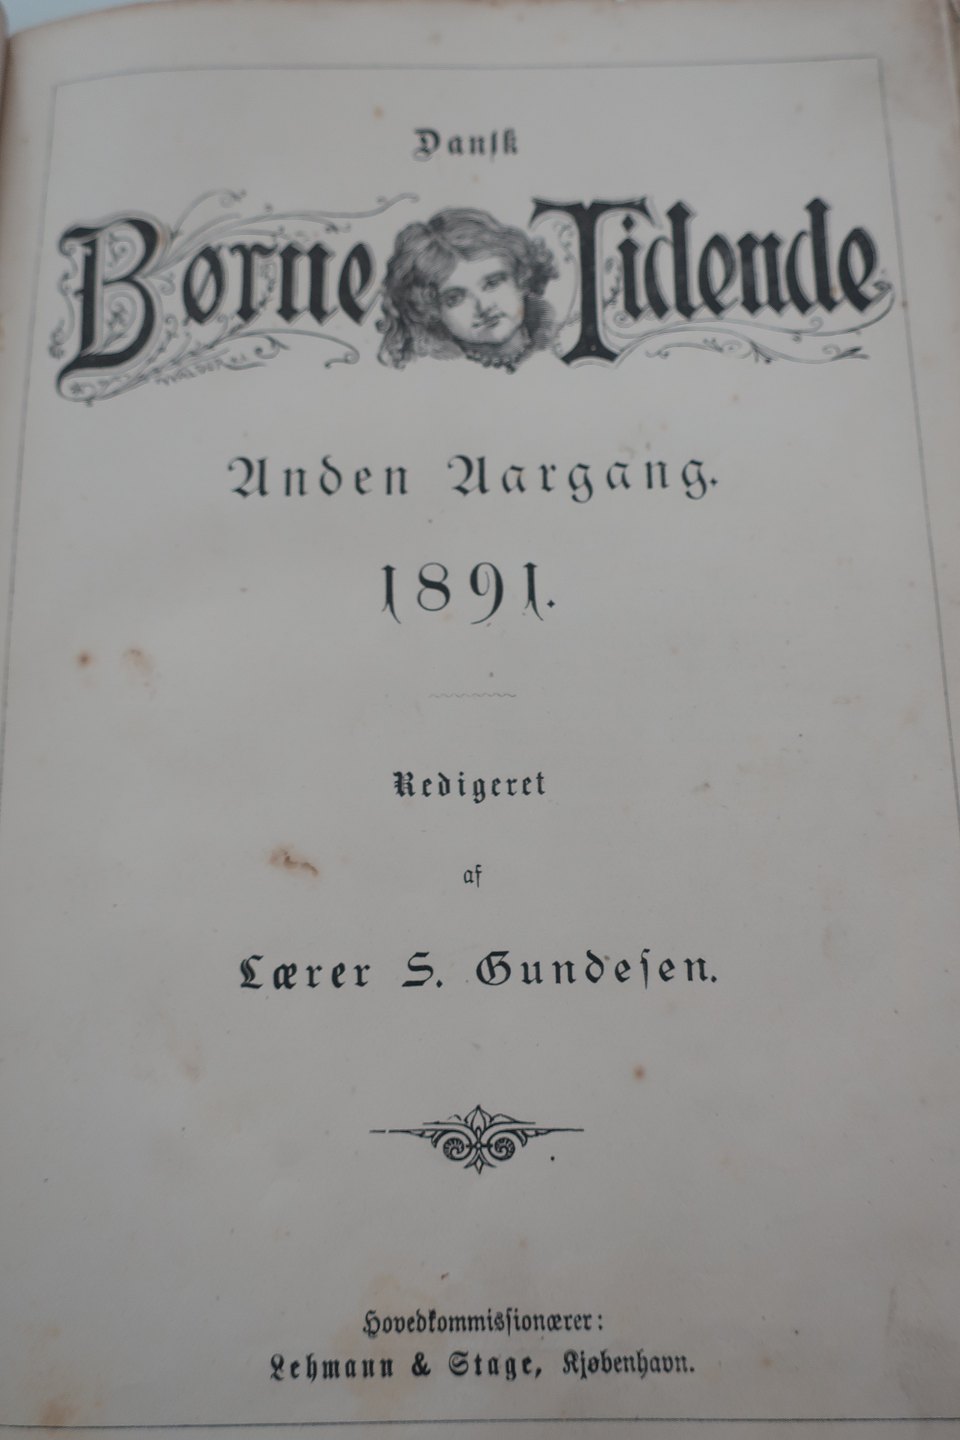 Dansk
Børne Tidende
Anden Aargang.
1891.
Redigeret
af
Lærer S. Gundesen.
Hovedkommissionærer:
Lehmann & Stage, Kjøbenhavn.